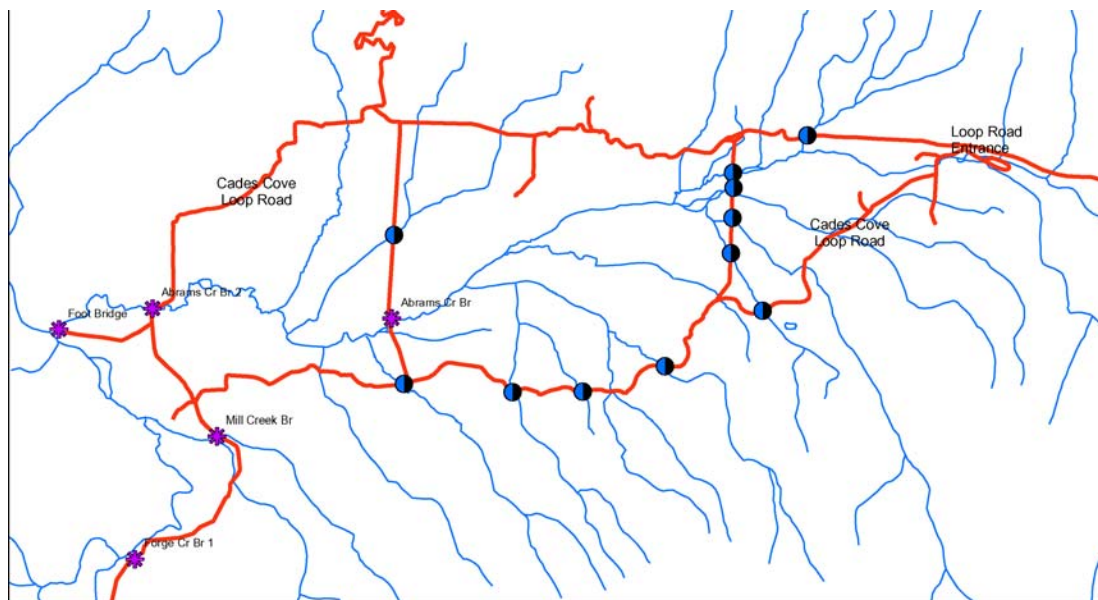 Loop Road
Entrance
Cades Cove
Loop Road
Cades Cove
Loop Road
Abrams Cr Br 2
Foot Bridge
Abrams Cr Br
Mill Creek Br
Forge Cr Br 1